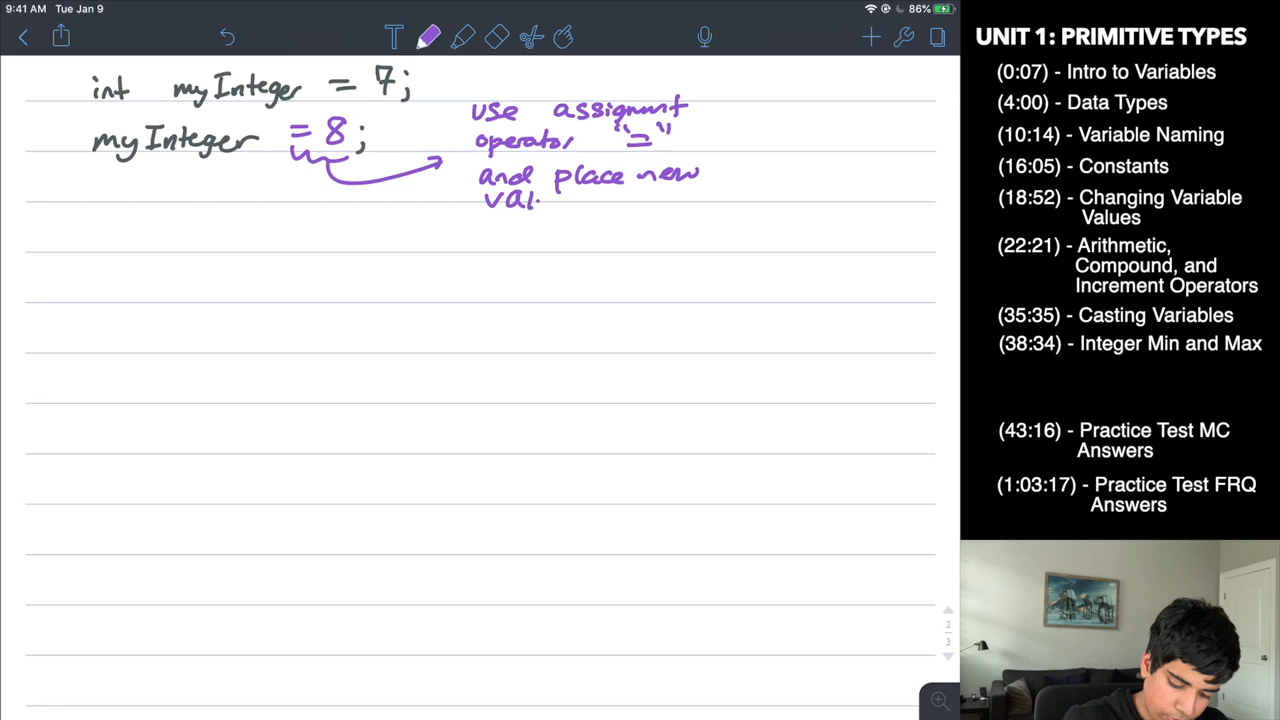 9:41 AM Tue Jan 9
86%
int myInteger = 7;
myInteger = 8;
use assignment
operator "="
and place new
val.
2
3
UNIT 1: PRIMITIVE TYPES
(0:07) - Intro to Variables
(4:00) - Data Types
(10:14) - Variable Naming
(16:05) - Constants
(18:52) - Changing Variable
Values
(22:21) - Arithmetic,
Compound, and
Increment Operators
(35:35) - Casting Variables
(38:34) - Integer Min and Max
(43:16) - Practice Test MC
Answers
(1:03:17) - Practice Test FRQ
Answers